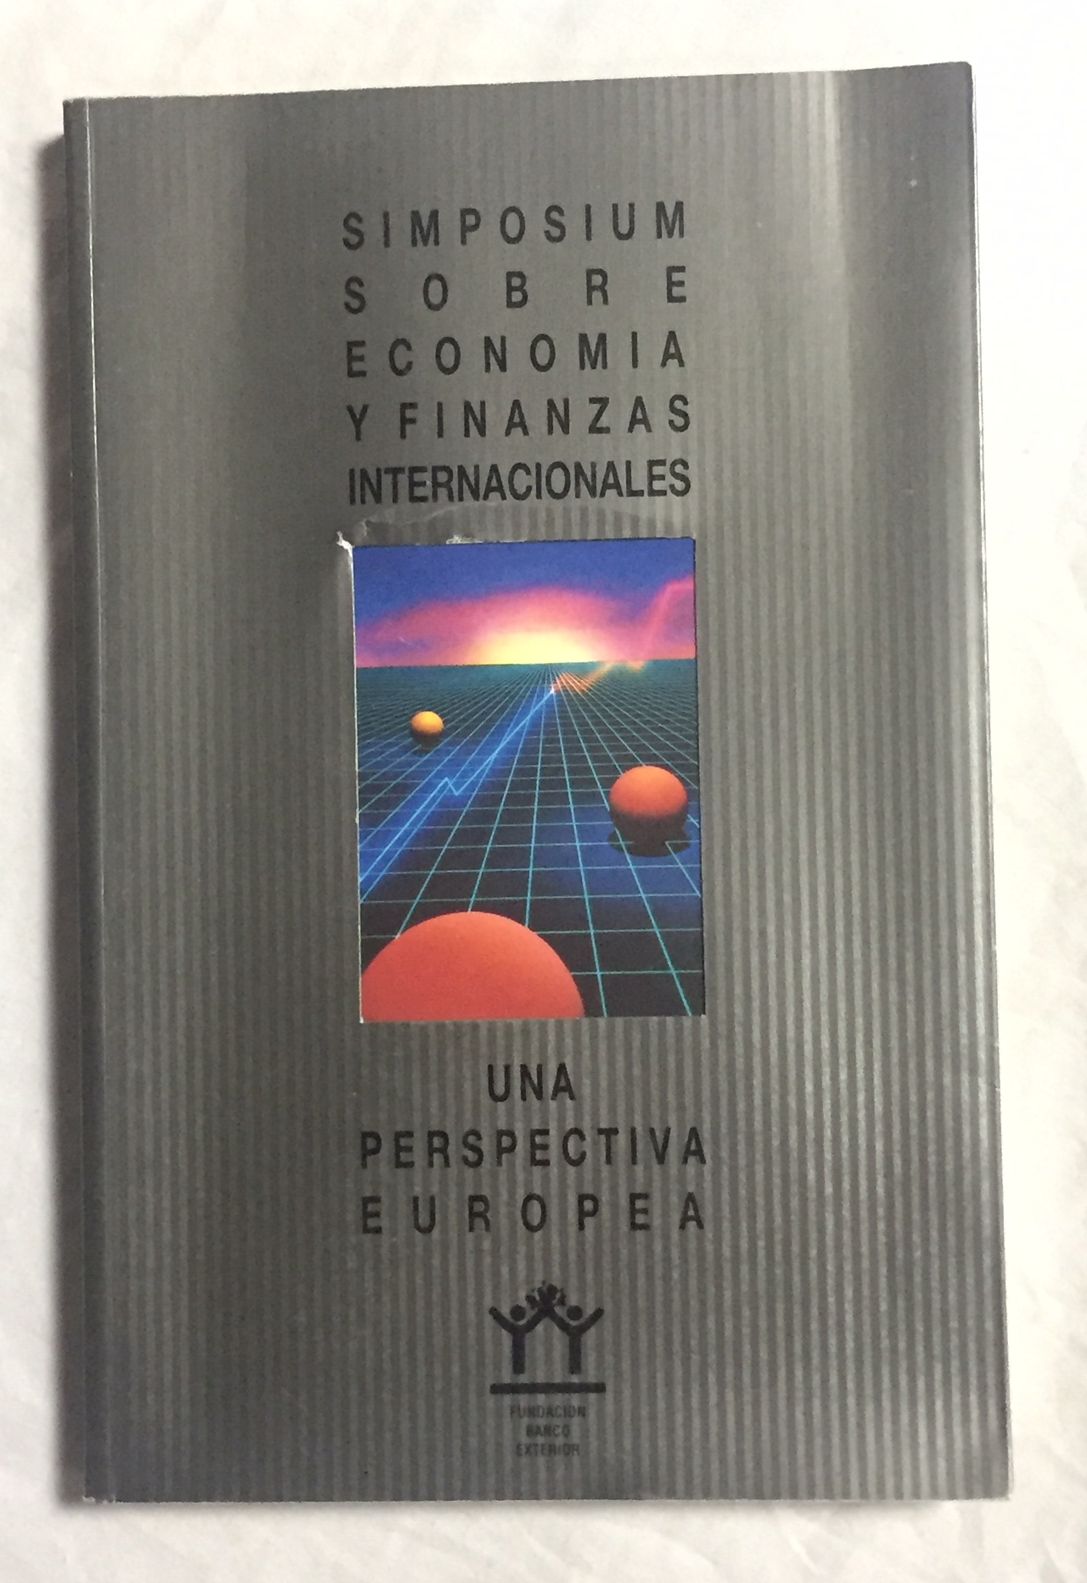 SIMPOSIUM
SOBRE
ECONOMIA
Y FINANZAS
INTERNACIONALES
UNA
PERSPECTIVA
EUROPEA
FUNDACION
BANCO
EXTERIOR